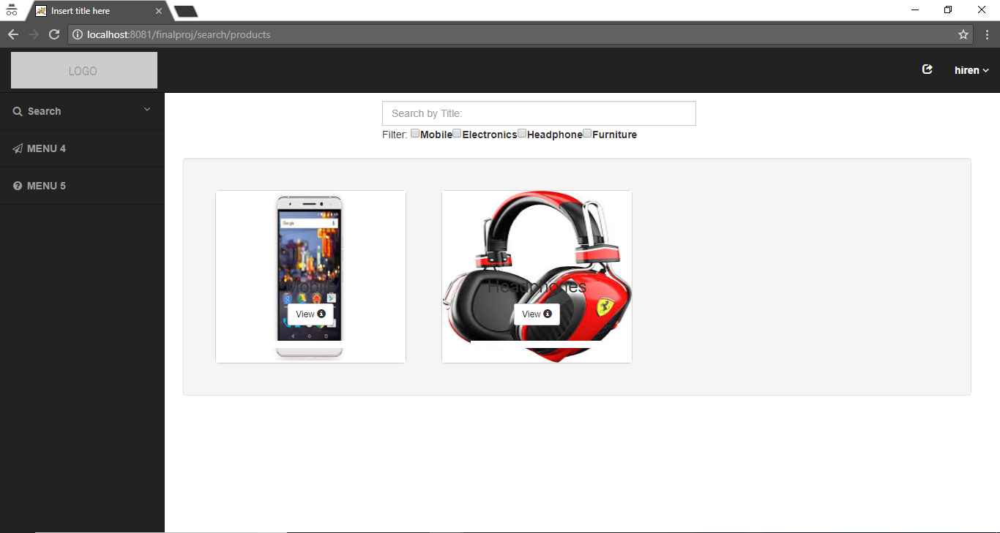 Insert title here
localhost:8081/finalproj/search/products
LOGO
hiren
Search
MENU 4
MENU 5
Search by Title:
Filter: Mobile Electronics Headphone Furniture
Google
Mobile
View
Headphones
View